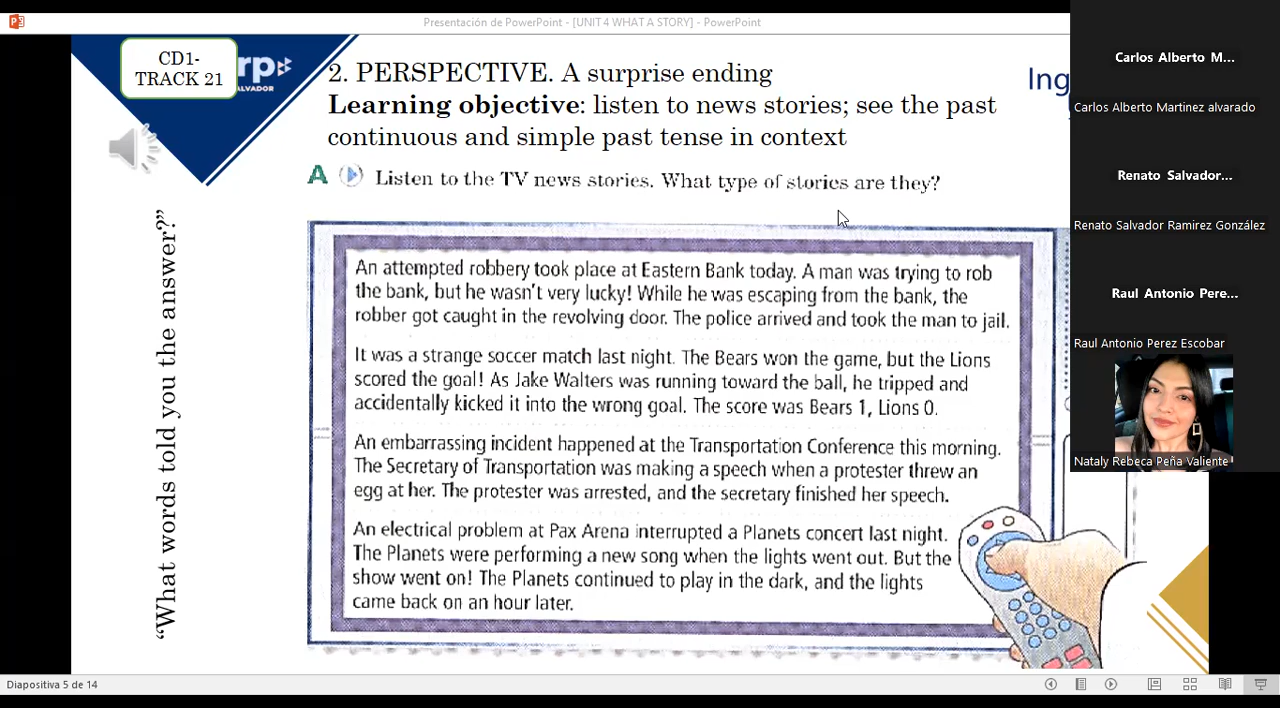 Presentación de PowerPoint - [UNIT 4 WHAT A STORY] - PowerPoint
CD1-
TRACK 21
rp
ALVADOR
2. PERSPECTIVE. A surprise ending
Learning objective: listen to news stories; see the past
continuous and simple past tense in context
Ing
A Listen to the TV news stories. What type of stories are they?
"What words told you the answer?"
An attempted robbery took place at Eastern Bank today. A man was trying to rob
the bank, but he wasn't very lucky! While he was escaping from the bank, the
robber got caught in the revolving door. The police arrived and took the man to jail.
It was a strange soccer match last night. The Bears won the game, but the Lions
scored the goal! As Jake Walters was running toward the ball, he tripped and
accidentally kicked it into the wrong goal. The score was Bears 1, Lions 0.
An embarrassing incident happened at the Transportation Conference this morning.
The Secretary of Transportation was making a speech when a protester threw an
egg at her. The protester was arrested, and the secretary finished her speech.
An electrical problem at Pax Arena interrupted a Planets concert last night.
The Planets were performing a new song when the lights went out. But the
show went on! The Planets continued to play in the dark, and the lights
came back on an hour later.
Carlos Alberto M...
Carlos Alberto Martinez alvarado
Renato Salvador...
Renato Salvador Ramirez González
Raul Antonio Pere...
Raul Antonio Perez Escobar
Nataly Rebeca Peña Valiente
Diapositiva 5 de 14